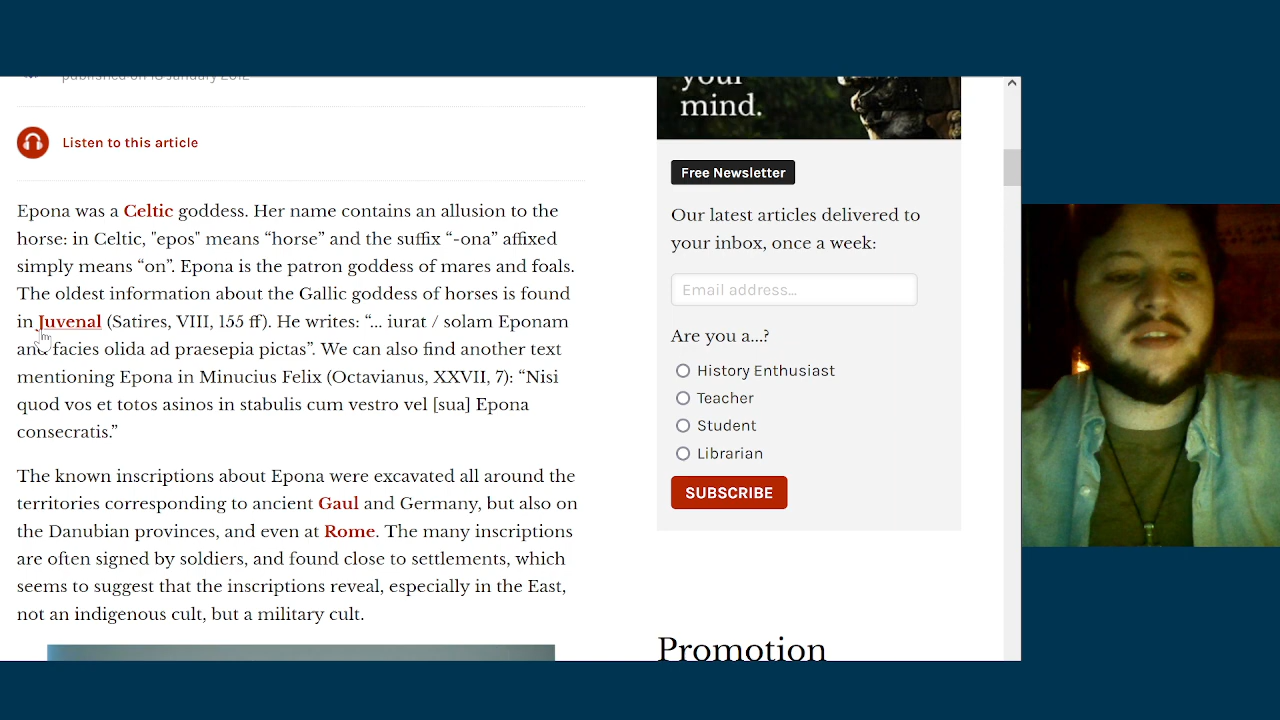 published on 18 January 2012
Listen to this article
Epona was a Celtic goddess. Her name contains an allusion to the
horse: in Celtic, "epos" means “horse” and the suffix “-ona” affixed
simply means “on”. Epona is the patron goddess of mares and foals.
The oldest information about the Gallic goddess of horses is found
in Juvenal (Satires, VIII, 155 ff). He writes: “... iurat / solam Eponam
and facies olida ad praesepia pictas”. We can also find another text
mentioning Epona in Minucius Felix (Octavianus, XXVII, 7): “Nisi
quod vos et totos asinos in stabulis cum vestro vel [sua] Epona
consecratis.”
The known inscriptions about Epona were excavated all around the
territories corresponding to ancient Gaul and Germany, but also on
the Danubian provinces, and even at Rome. The many inscriptions
are often signed by soldiers, and found close to settlements, which
seems to suggest that the inscriptions reveal, especially in the East,
not an indigenous cult, but a military cult.
your
mind.
Free Newsletter
Our latest articles delivered to
your inbox, once a week:
Email address...
Are you a...?
History Enthusiast
Teacher
Student
Librarian
SUBSCRIBE
Promotion